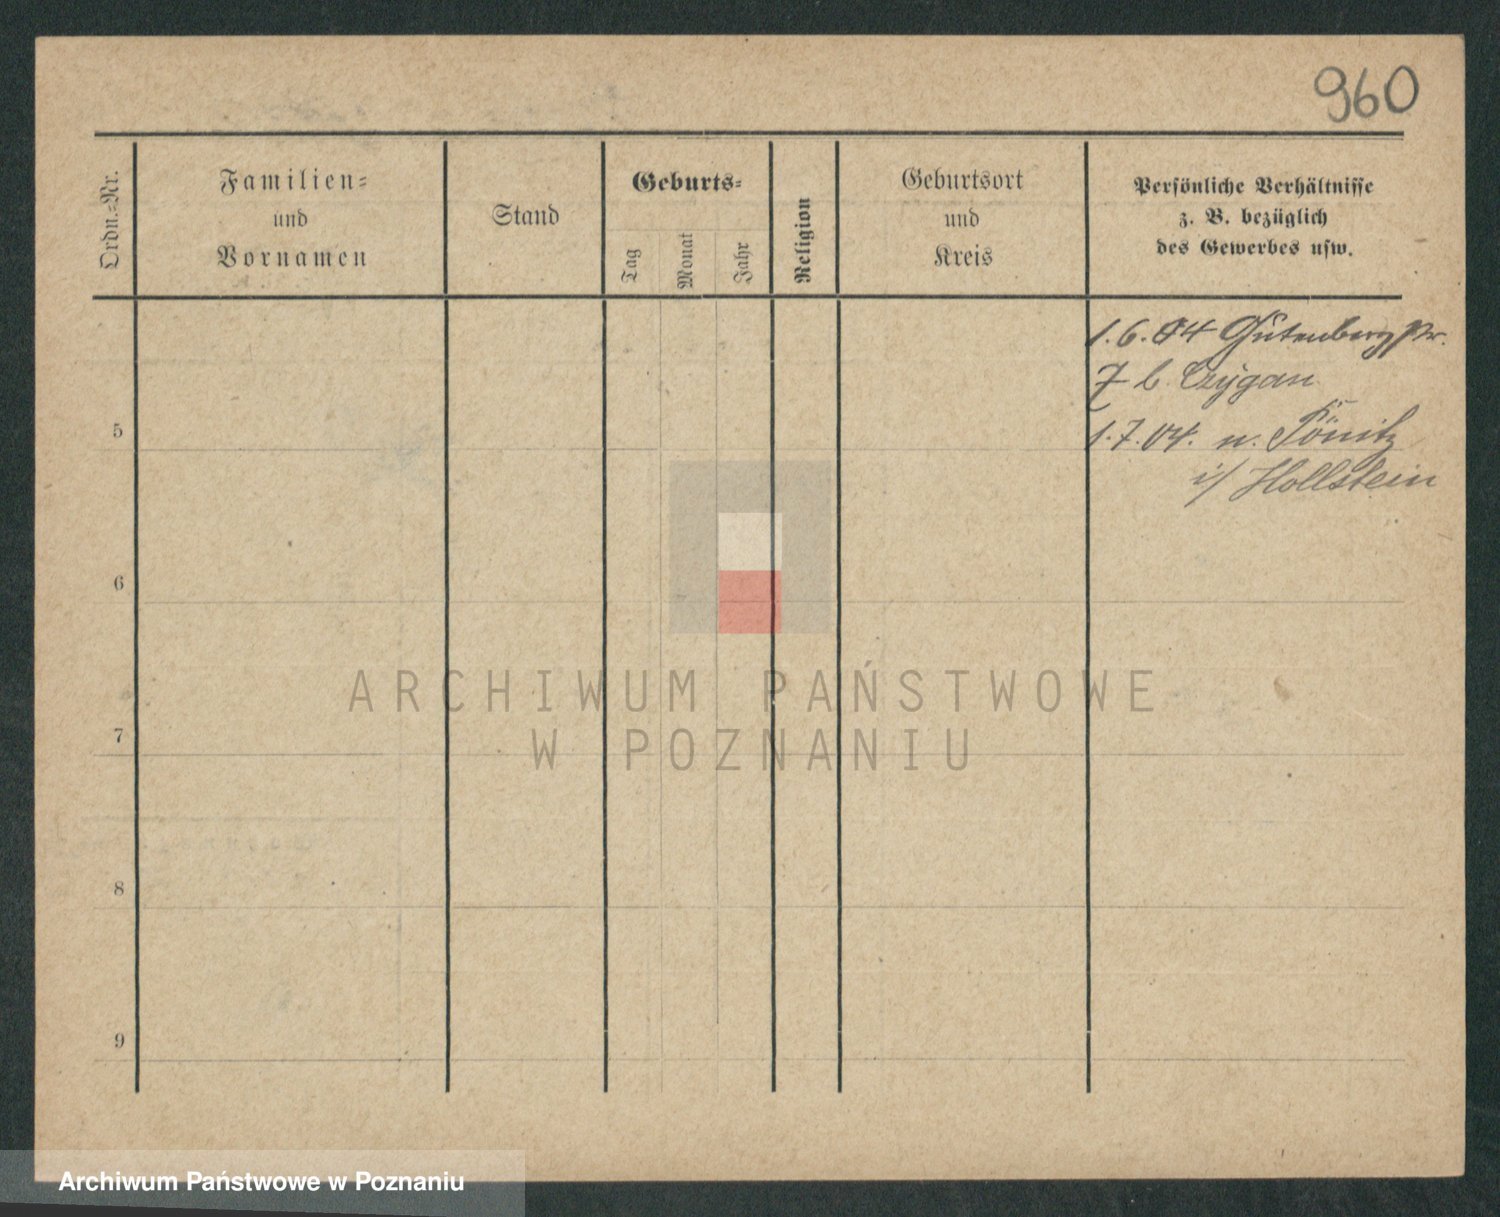 960
Ordn.-Nr.
Familien-
und
Vornamen
Stand
Geburts-
Tag
Monat
Jahr
Religion
Geburtsort
und
Kreis
Persönliche Verhältnisse
z. B. bezüglich
des Gewerbes usw.
1.6.04 Gutenbergstr.
7 b. Czygan
5
1.7.04. n.
i/ Hollstein
6
7
8
9
ARCHIWUM PAŃSTWOWE
W POZNANIU
Archiwum Państwowe w Poznaniu